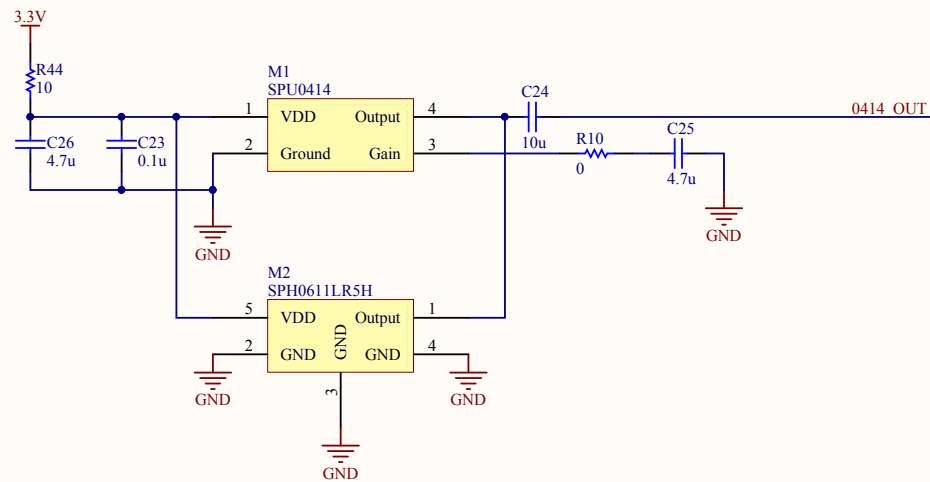 3.3V
R44
10
C26
4.7u
C23
0.1u
M1
SPU0414
1
VDD
Output
4
2
Ground
Gain
3
C24
10u
0414_OUT
R10
0
C25
4.7u
GND
GND
M2
SPH0611LR5H
5
VDD
Output
1
2
GND
GND
GND
4
3
GND
GND
GND